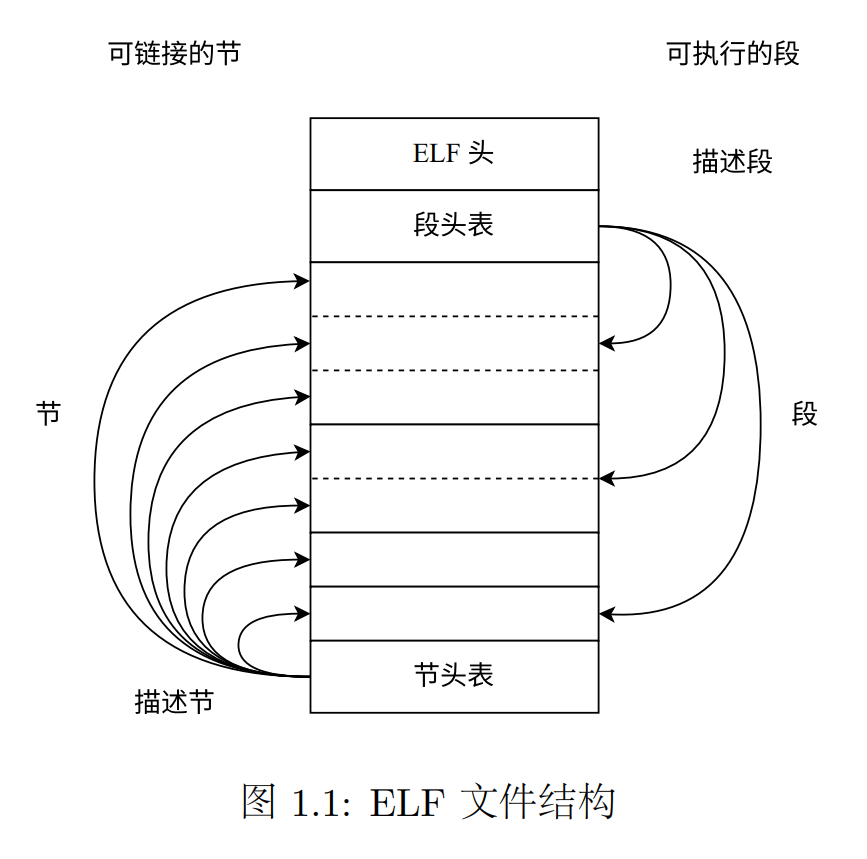 可链接的节
可执行的段
ELF 头
描述段
段头表
节
段
节头表
描述节
图 1.1: ELF 文件结构